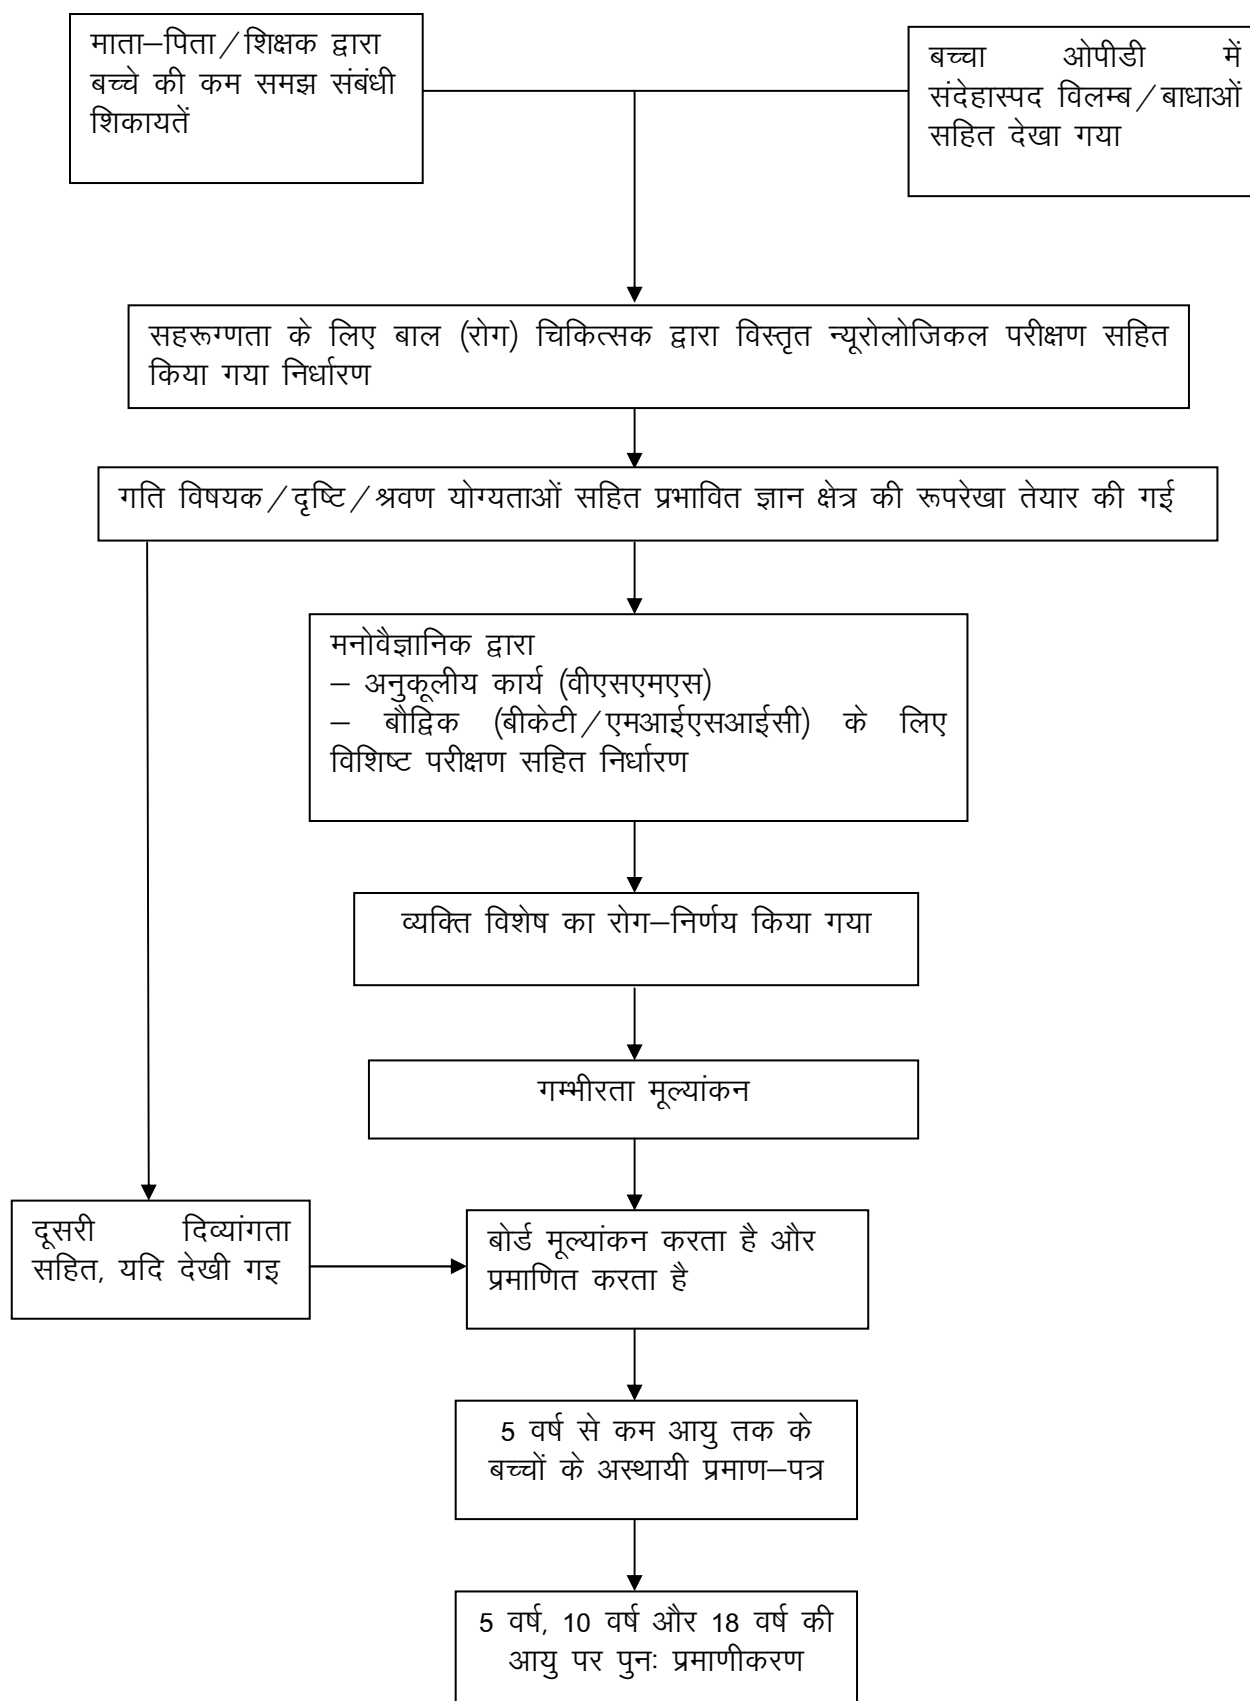 माता–पिता/शिक्षक द्वारा
बच्चे की कम समझ संबंधी
शिकायतें
बच्चा ओपीडी में
संदेहास्पद विलम्ब/बाधाओं
सहित देखा गया
सहरूग्णता के लिए बाल (रोग) चिकित्सक द्वारा विस्तृत न्यूरोलोजिकल परीक्षण सहित
किया गया निर्धारण
गति विषयक/दृष्टि/श्रवण योग्यताओं सहित प्रभावित ज्ञान क्षेत्र की रूपरेखा तेयार की गई
मनोवैज्ञानिक द्वारा
– अनुकूलीय कार्य (वीएसएमएस)
– बौद्विक (बीकेटी/एमआईएसआईसी) के लिए
विशिष्ट परीक्षण सहित निर्धारण
व्यक्ति विशेष का रोग–निर्णय किया गया
गम्भीरता मूल्यांकन
दूसरी दिव्यांगता
सहित, यदि देखी गइ
बोर्ड मूल्यांकन करता है और
प्रमाणित करता है
5 वर्ष से कम आयु तक के
बच्चों के अस्थायी प्रमाण–पत्र
5 वर्ष, 10 वर्ष और 18 वर्ष की
आयु पर पुनः प्रमाणीकरण